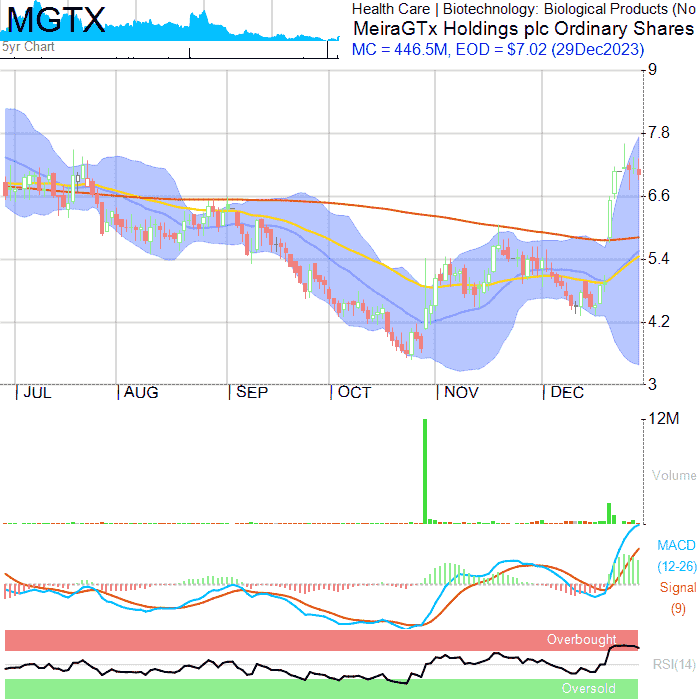 MGTX
Health Care | Biotechnology: Biological Products (No
MeiraGTx Holdings plc Ordinary Shares
MC = 446.5M, EOD = $7.02 (29Dec2023)
5yr Chart
9
7.8
6.6
5.4
4.2
3
JUL AUG SEP OCT NOV DEC
12M
Volume
MACD
(12-26)
Signal
(9)
Overbought
RSI(14)
Oversold